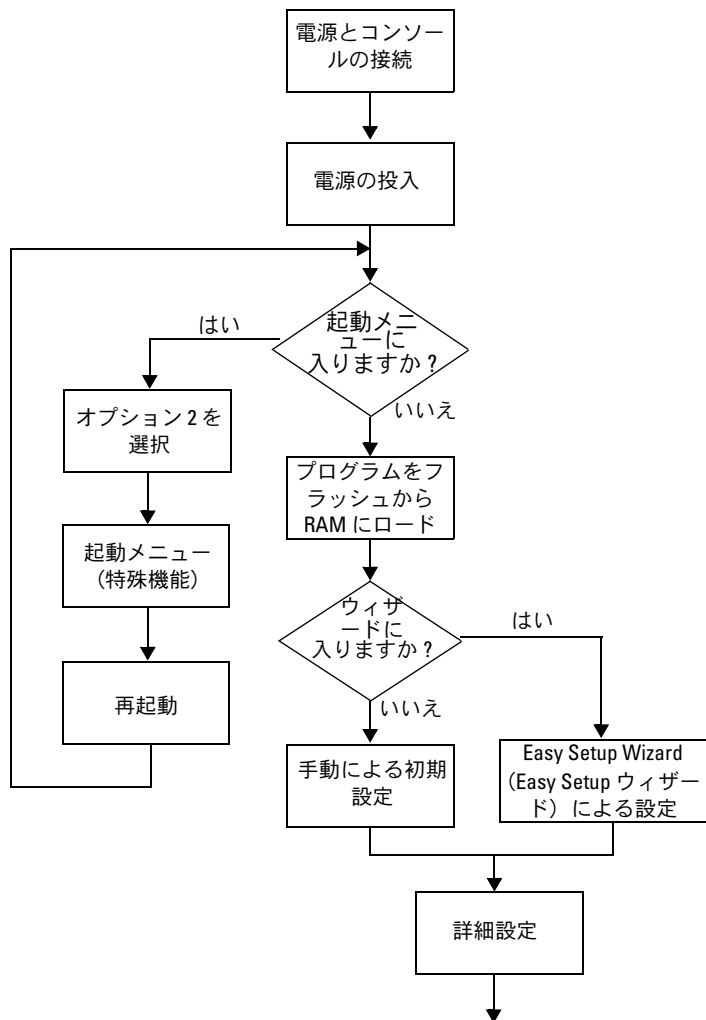 電源とコンソー
ルの接続
電源の投入
起動メニ
ューに
入りますか ?
はい
いいえ
オプション 2 を
選択
プログラムをフ
ラッシュから
RAM にロード
起動メニュー
（特殊機能）
ウィザ
ードに
入りますか ?
はい
いいえ
再起動
手動による初期
設定
Easy Setup Wizard
（Easy Setup ウィザー
ド）による設定
詳細設定